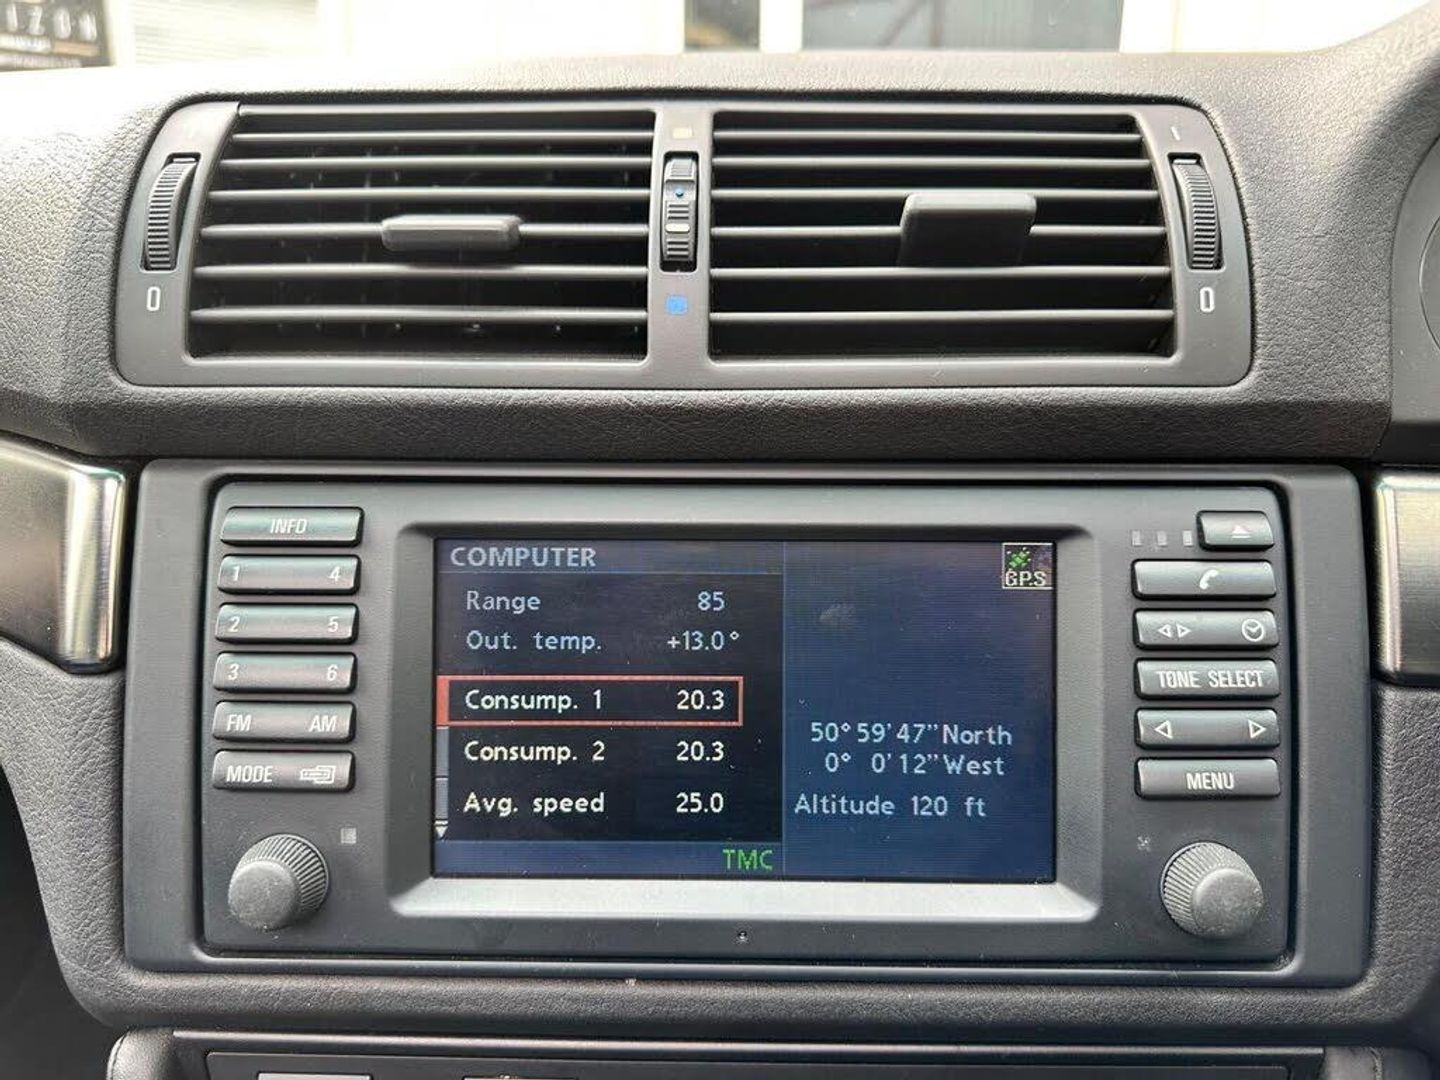 IZON
0
0
INFO
1 4
2 5
3 6
FM AM
MODE
COMPUTER
Range 85
Out. temp. +13.0°
Consump. 1 20.3
Consump. 2 20.3
Avg. speed 25.0
TMC
GPS
50°59'47"North
0° 0'12"West
Altitude 120 ft
TONE SELECT
MENU